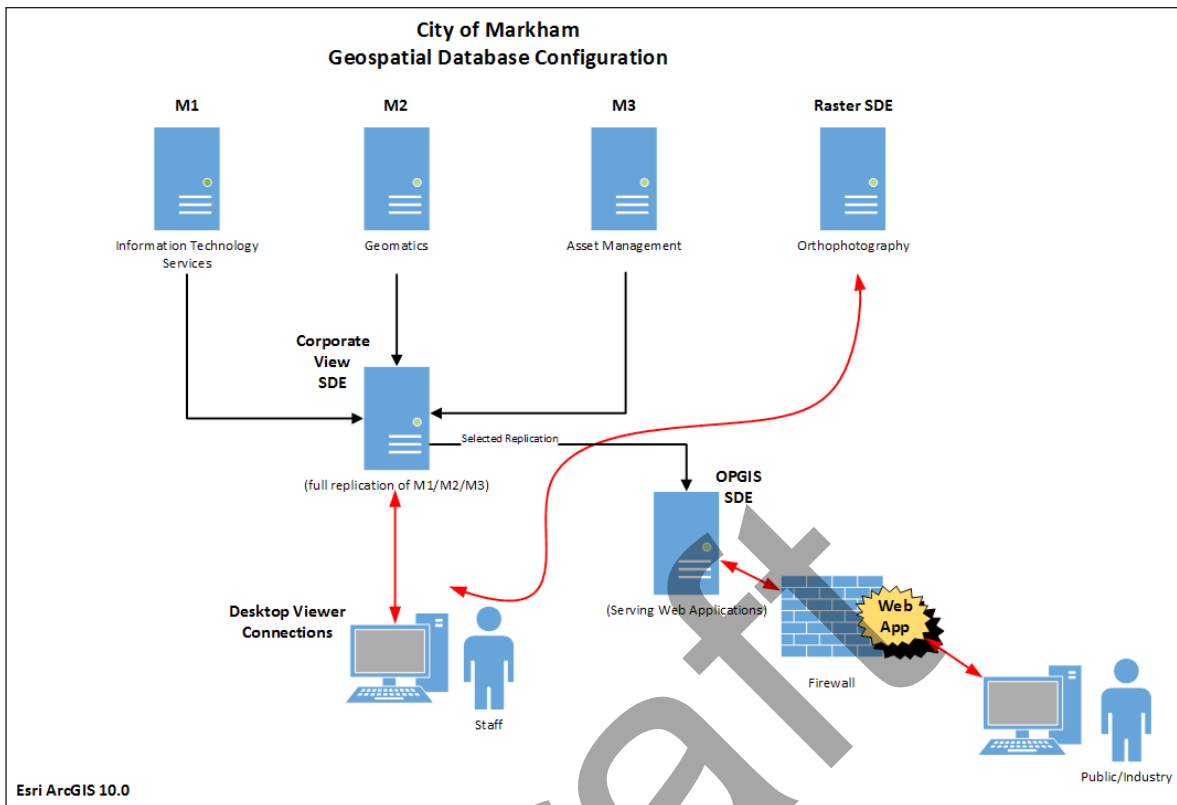 City of Markham
Geospatial Database Configuration
M1
M2
M3
Raster SDE
Information Technology
Services
Geomatics
Asset Management
Orthophotography
Corporate
View
SDE
Selected Replication
(full replication of M1/M2/M3)
OPGIS
SDE
(Serving Web Applications)
Desktop Viewer
Connections
Staff
Web
App
Firewall
Public/Industry
Esri ArcGIS 10.0
Draft